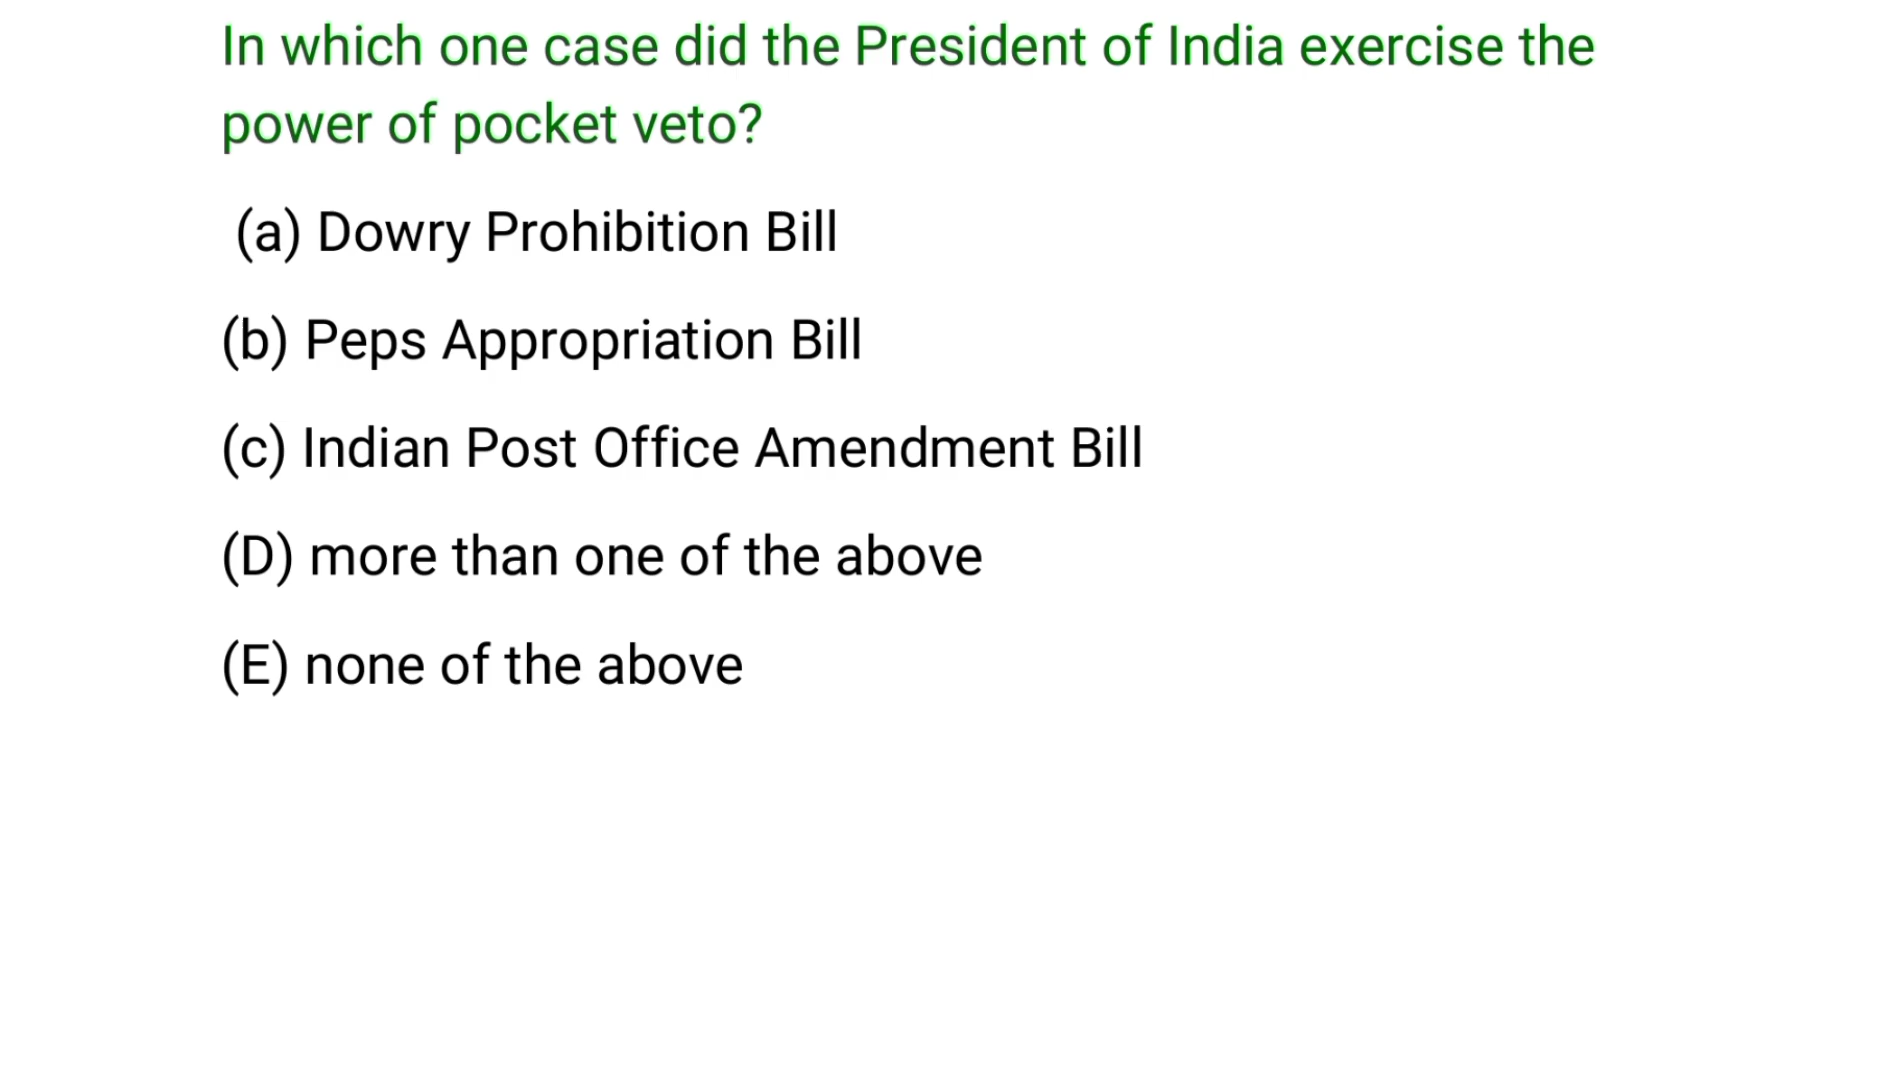 In which one case did the President of India exercise the
power of pocket veto?
(a) Dowry Prohibition Bill
(b) Peps Appropriation Bill
(c) Indian Post Office Amendment Bill
(D) more than one of the above
(E) none of the above